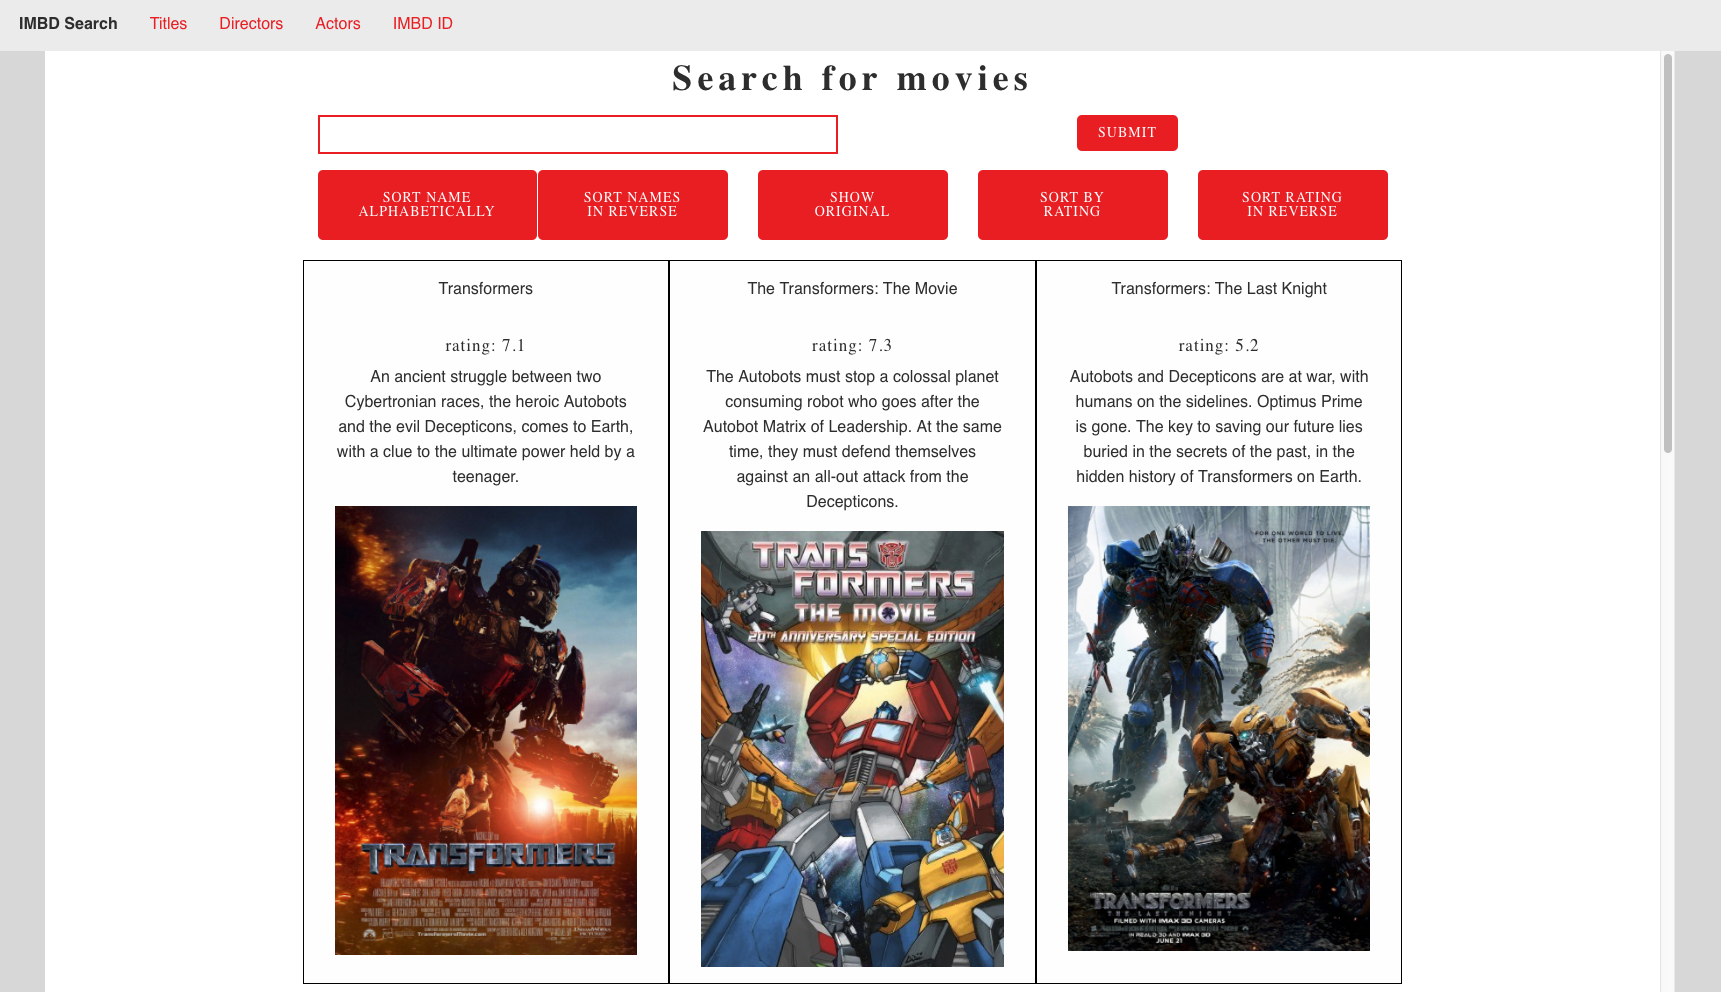 IMBD Search Titles Directors Actors IMBD ID
Search for movies
SUBMIT
SORT NAME
ALPHABETICALLY
SORT NAMES
IN REVERSE
SHOW
ORIGINAL
SORT BY
RATING
SORT RATING
IN REVERSE
Transformers
rating: 7.1
An ancient struggle between two
Cybertronian races, the heroic Autobots
and the evil Decepticons, comes to Earth,
with a clue to the ultimate power held by a
teenager.
TRANSFORMERS
TransformersMovie.com
The Transformers: The Movie
rating: 7.3
The Autobots must stop a colossal planet
consuming robot who goes after the
Autobot Matrix of Leadership. At the same
time, they must defend themselves
against an all-out attack from the
Decepticons.
TRANS
FORMERS
THE MOVIE
20TH ANNIVERSARY SPECIAL EDITION
Transformers: The Last Knight
rating: 5.2
Autobots and Decepticons are at war, with
humans on the sidelines. Optimus Prime
is gone. The key to saving our future lies
buried in the secrets of the past, in the
hidden history of Transformers on Earth.
FOR ONE WORLD TO LIVE,
THE OTHER MUST DIE.
TRANSFORMERS
THE LAST KNIGHT
FILMED WITH IMAX 3D CAMERAS
IN REALD 3D AND IMAX 3D
JUNE 21